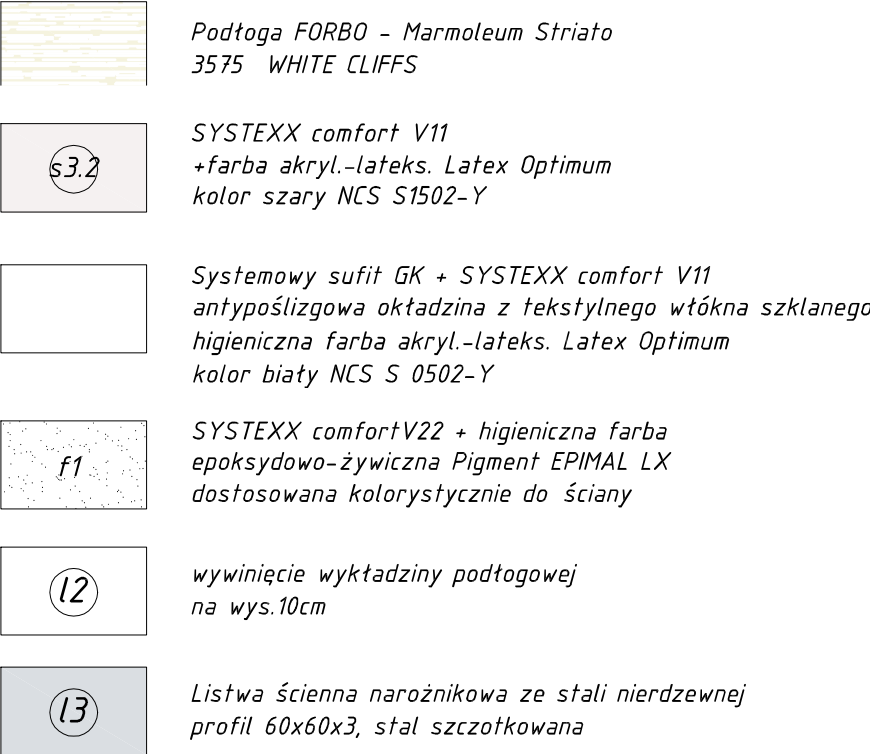 Podłoga FORBO - Marmoleum Striato
3575 WHITE CLIFFS
s3.2
SYSTEXX comfort V11
+farba akryl.-lateks. Latex Optimum
kolor szary NCS S1502-Y
Systemowy sufit GK + SYSTEXX comfort V11
antypoślizgowa okładzina z tekstylnego włókna szklanego
higieniczna farba akryl.-lateks. Latex Optimum
kolor biały NCS S 0502-Y
f1
SYSTEXX comfortV22 + higieniczna farba
epoksydowo-żywiczna Pigment EPIMAL LX
dostosowana kolorystycznie do ściany
l2
wywinięcie wykładziny podłogowej
na wys.10cm
l3
Listwa ścienna narożnikowa ze stali nierdzewnej
profil 60x60x3, stal szczotkowana